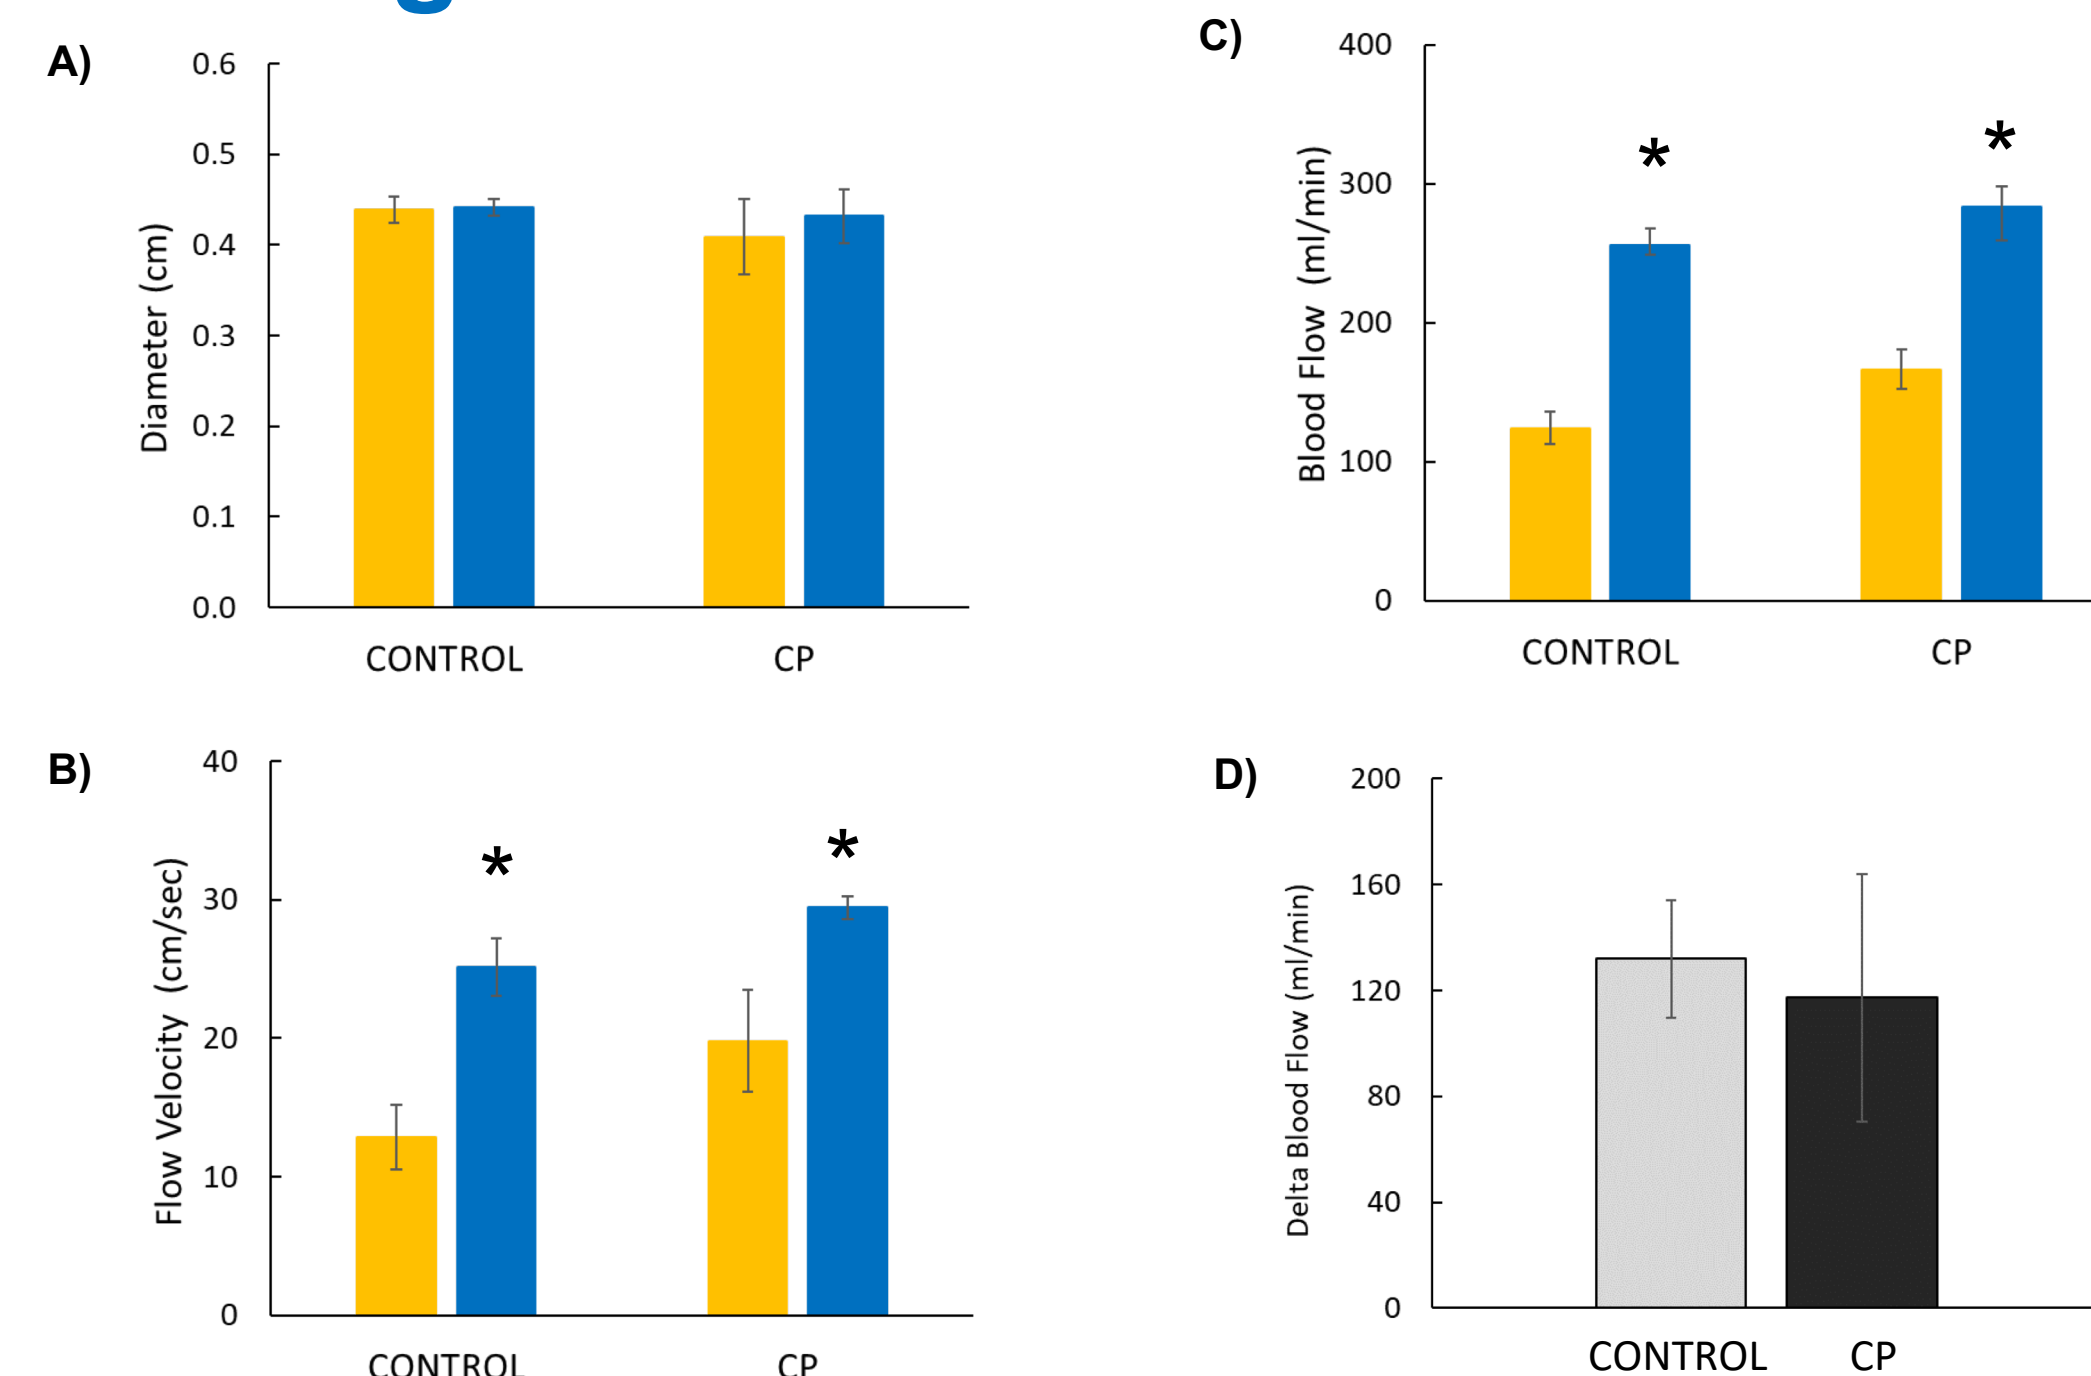 A)
0.6
0.5
0.4
0.3
0.2
0.1
0.0
Diameter (cm)
CONTROL CP
B)
40
30
20
10
0
Flow Velocity (cm/sec)
* *
CONTROL CP
C)
400
300
200
100
0
Blood Flow (ml/min)
* *
CONTROL CP
D)
200
160
120
80
40
0
Delta Blood Flow (ml/min)
CONTROL CP